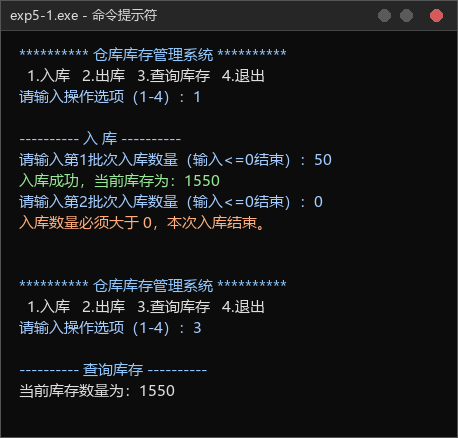 exp5-1.exe - 命令提示符
********** 仓库库存管理系统 **********
1.入库 2.出库 3.查询库存 4.退出
请输入操作选项（1-4）: 1
---------- 入 库 ----------
请输入第1批次入库数量（输入<=0结束）: 50
入库成功，当前库存为：1550
请输入第2批次入库数量（输入<=0结束）: 0
入库数量必须大于 0，本次入库结束。
********** 仓库库存管理系统 **********
1.入库 2.出库 3.查询库存 4.退出
请输入操作选项（1-4）: 3
---------- 查询库存 ----------
当前库存数量为：1550